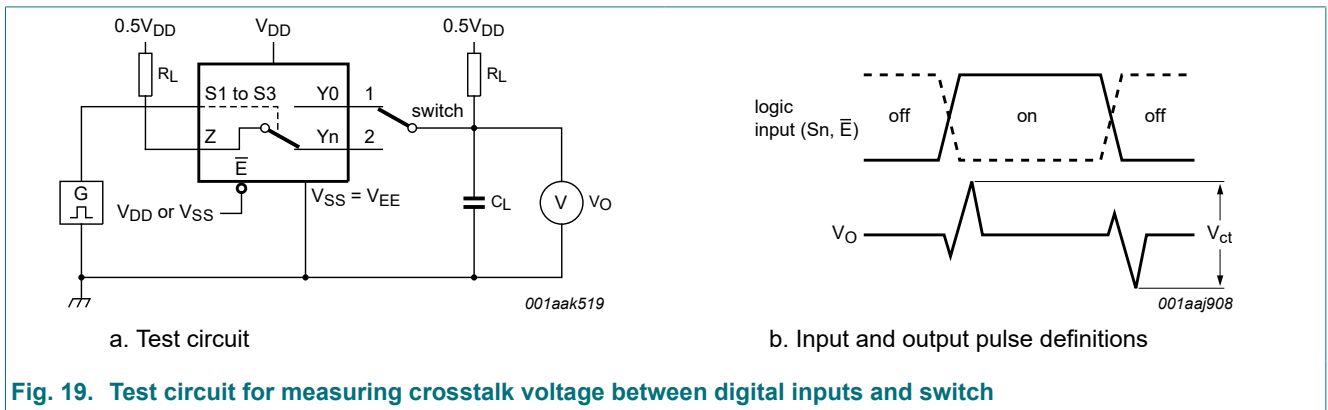 0.5VDD VDD 0.5VDD
RL RL
S1 to S3 Y0 1 switch
Z Yn 2
E̅
G VSS = VEE CL V VO
VDD or VSS
001aak519
a. Test circuit
logic
input (Sn, E̅)
off on off
VO Vct
001aaj908
b. Input and output pulse definitions
Fig. 19. Test circuit for measuring crosstalk voltage between digital inputs and switch